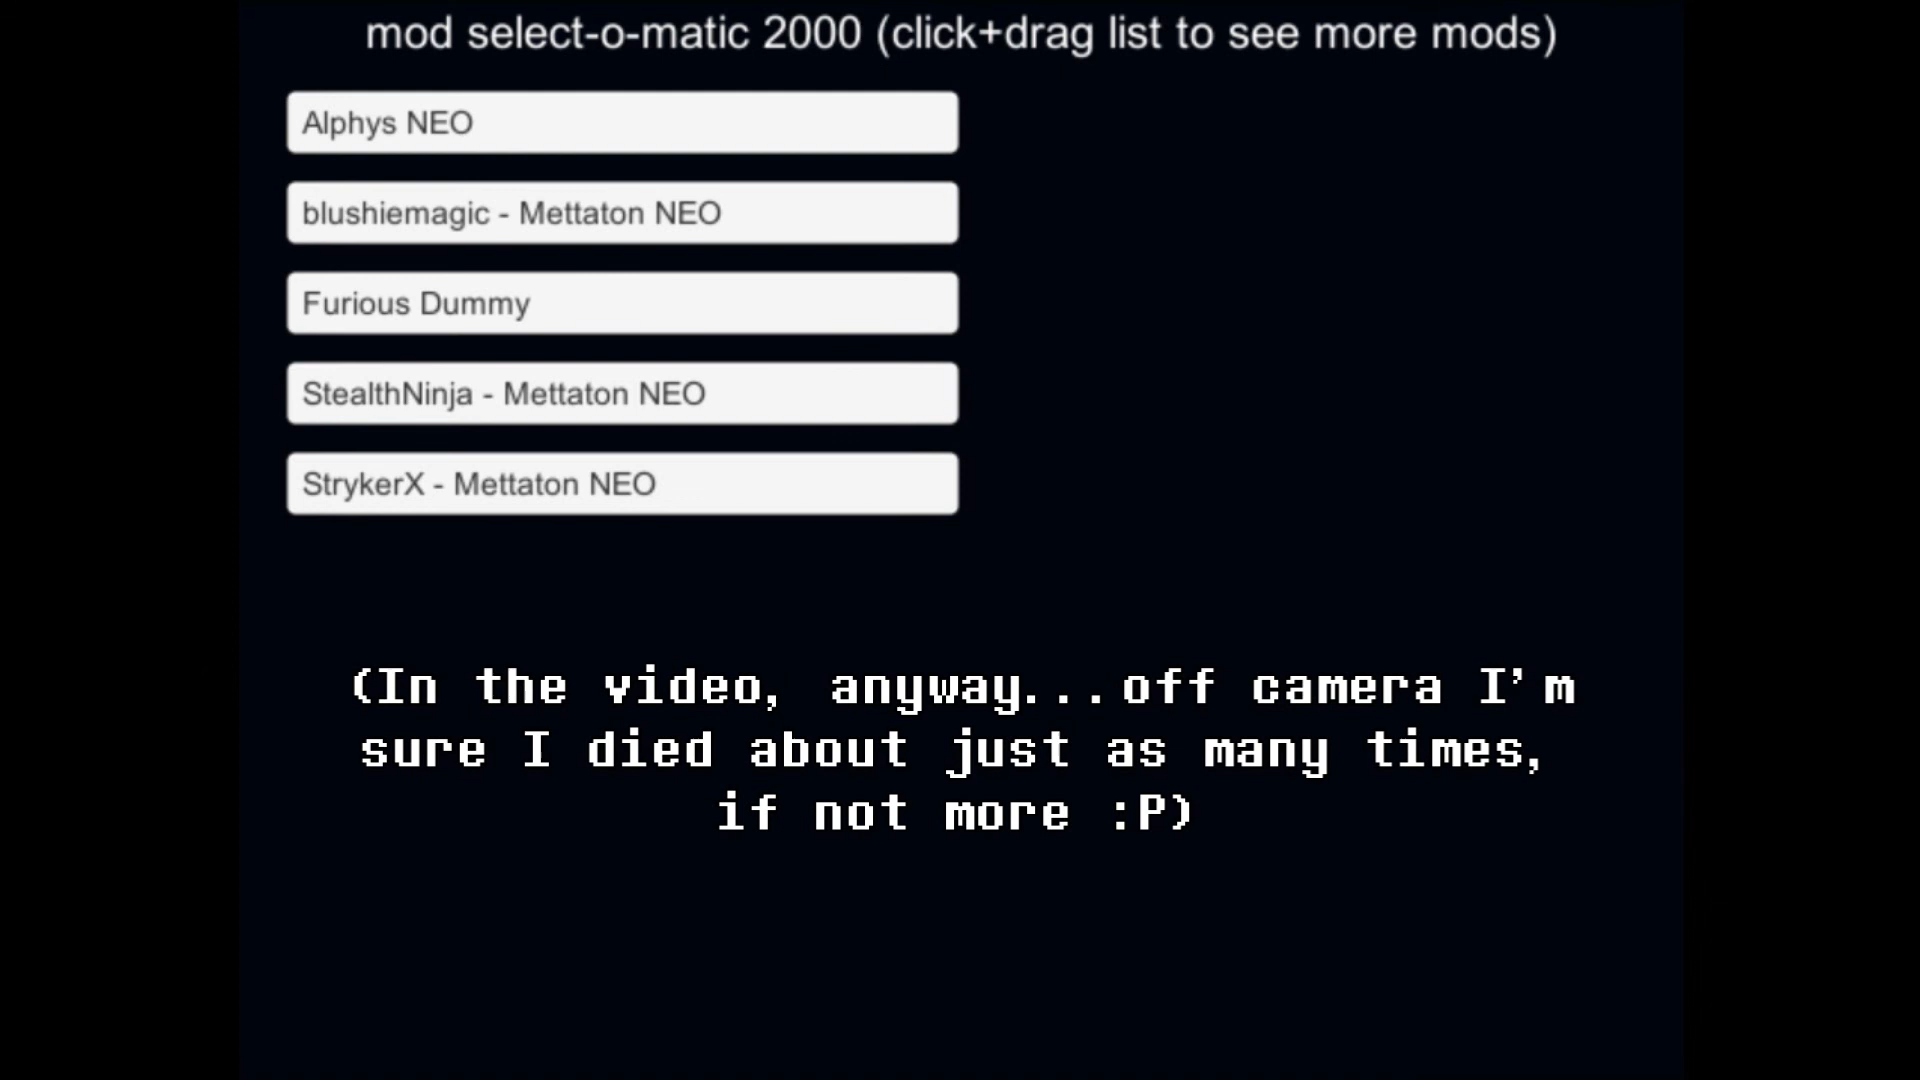 mod select-o-matic 2000 (click+drag list to see more mods)
Alphys NEO
blushiemagic - Mettaton NEO
Furious Dummy
StealthNinja - Mettaton NEO
StrykerX - Mettaton NEO
(In the video, anyway...off camera I'm
sure I died about just as many times,
if not more :P)